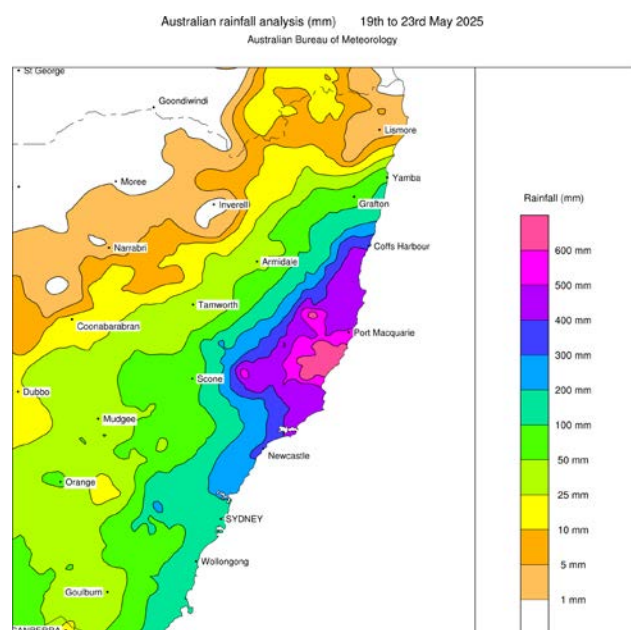 Australian rainfall analysis (mm) 19th to 23rd May 2025
Australian Bureau of Meteorology
St George
Goondiwindi
Lismore
Moree
Yamba
Inverell
Grafton
Narrabri
Coffs Harbour
Armidale
Tamworth
Coonabarabran
Port Macquarie
Scone
Dubbo
Mudgee
Newcastle
Orange
SYDNEY
Wollongong
Goulburn
CANBERRA
Rainfall (mm)
600 mm
500 mm
400 mm
300 mm
200 mm
100 mm
50 mm
25 mm
10 mm
5 mm
1 mm